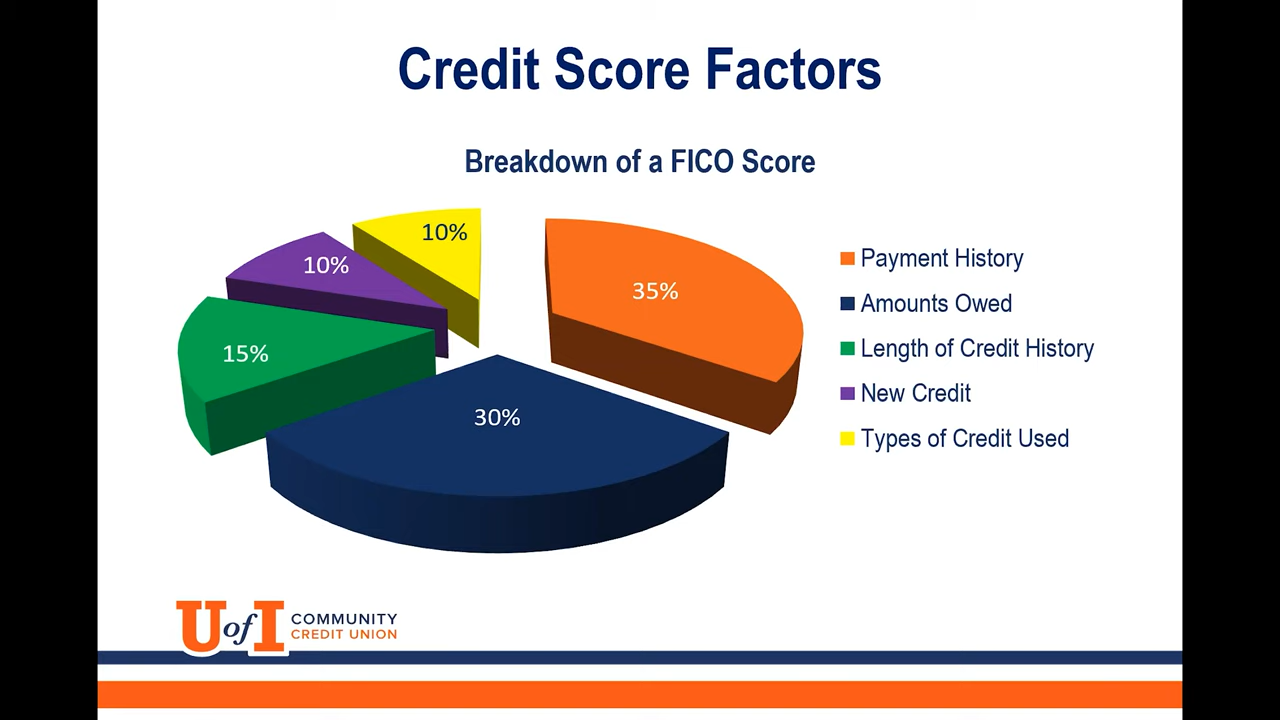 Credit Score Factors
Breakdown of a FICO Score
10%
10%
35%
15%
30%
Payment History
Amounts Owed
Length of Credit History
New Credit
Types of Credit Used
U of I COMMUNITY
CREDIT UNION